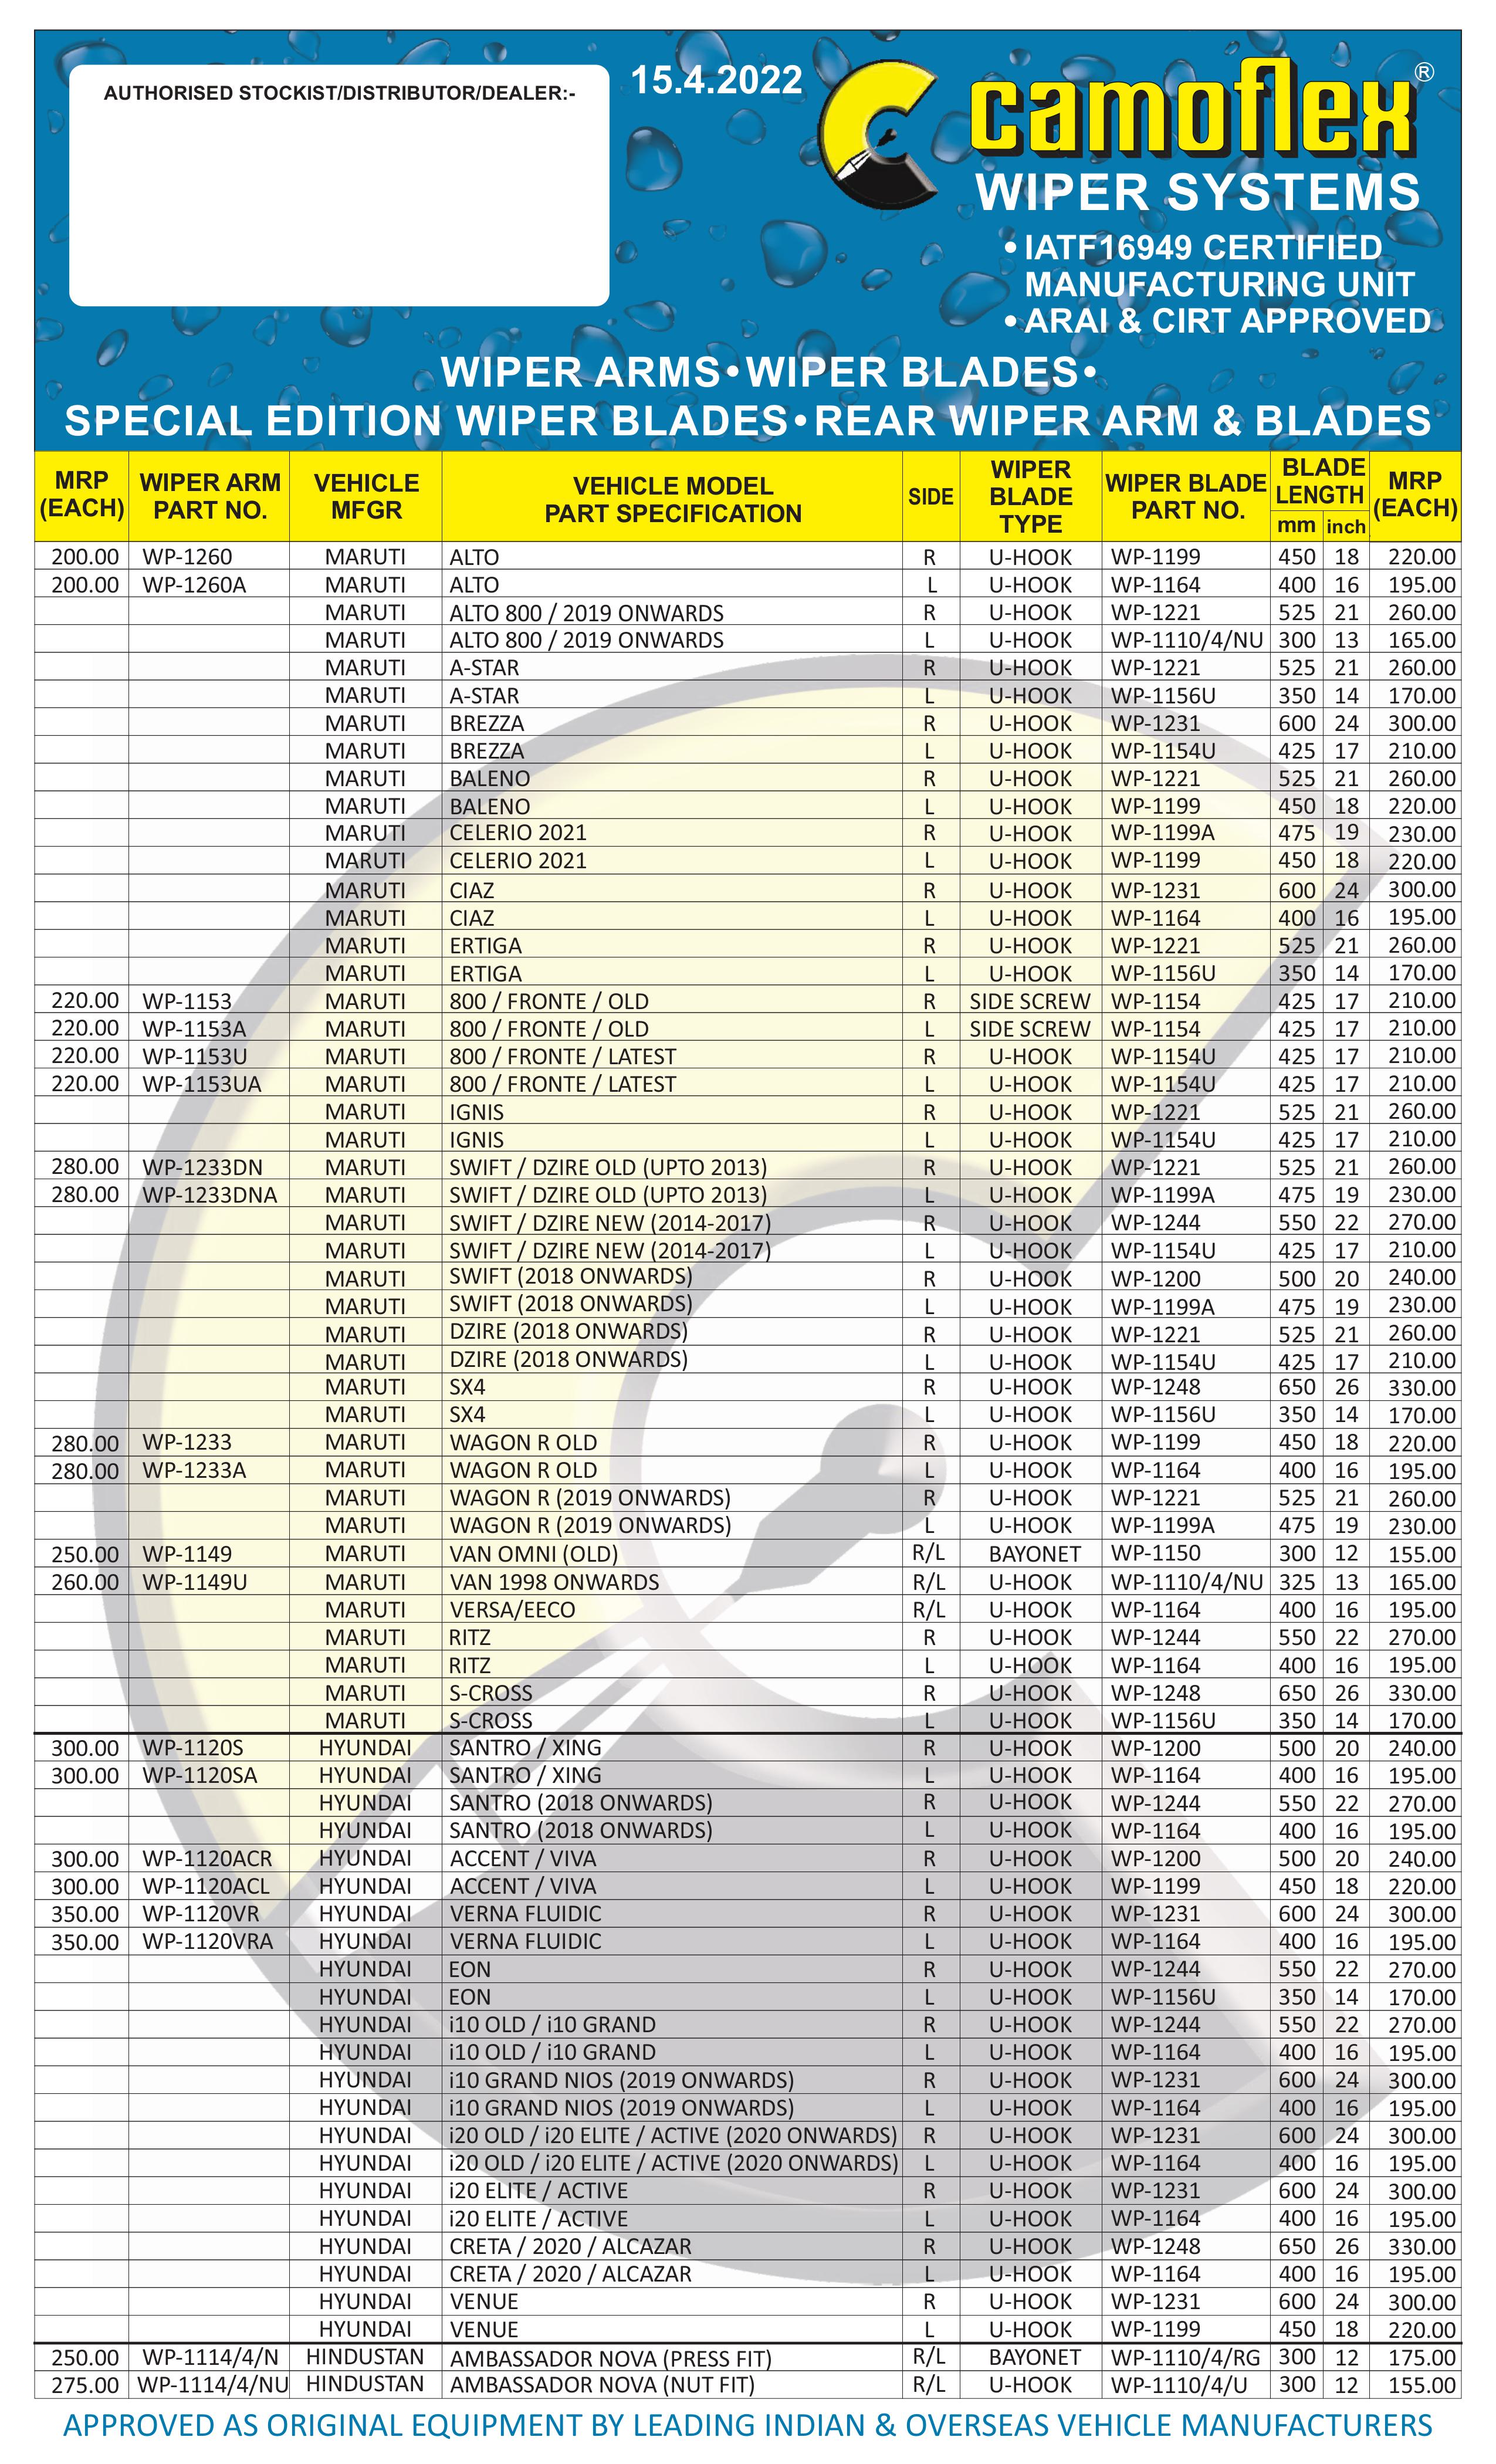 AUTHORISED STOCKIST/DISTRIBUTOR/DEALER:-
15.4.2022
camoflex®
WIPER SYSTEMS
• IATF16949 CERTIFIED
MANUFACTURING UNIT
• ARAI & CIRT APPROVED
WIPER ARMS•WIPER BLADES•
SPECIAL EDITION WIPER BLADES•REAR WIPER ARM & BLADES
MRP (EACH) WIPER ARM PART NO. VEHICLE MFGR VEHICLE MODEL PART SPECIFICATION SIDE WIPER BLADE TYPE WIPER BLADE PART NO. BLADE LENGTH mm inch MRP (EACH)
200.00 WP-1260 MARUTI ALTO R U-HOOK WP-1199 450 18 220.00
200.00 WP-1260A MARUTI ALTO L U-HOOK WP-1164 400 16 195.00
MARUTI ALTO 800 / 2019 ONWARDS R U-HOOK WP-1221 525 21 260.00
MARUTI ALTO 800 / 2019 ONWARDS L U-HOOK WP-1110/4/NU 300 13 165.00
MARUTI A-STAR R U-HOOK WP-1221 525 21 260.00
MARUTI A-STAR L U-HOOK WP-1156U 350 14 170.00
MARUTI BREZZA R U-HOOK WP-1231 600 24 300.00
MARUTI BREZZA L U-HOOK WP-1154U 425 17 210.00
MARUTI BALENO R U-HOOK WP-1221 525 21 260.00
MARUTI BALENO L U-HOOK WP-1199 450 18 220.00
MARUTI CELERIO 2021 R U-HOOK WP-1199A 475 19 230.00
MARUTI CELERIO 2021 L U-HOOK WP-1199 450 18 220.00
MARUTI CIAZ R U-HOOK WP-1231 600 24 300.00
MARUTI CIAZ L U-HOOK WP-1164 400 16 195.00
MARUTI ERTIGA R U-HOOK WP-1221 525 21 260.00
MARUTI ERTIGA L U-HOOK WP-1156U 350 14 170.00
220.00 WP-1153 MARUTI 800 / FRONTE / OLD R SIDE SCREW WP-1154 425 17 210.00
220.00 WP-1153A MARUTI 800 / FRONTE / OLD L SIDE SCREW WP-1154 425 17 210.00
220.00 WP-1153U MARUTI 800 / FRONTE / LATEST R U-HOOK WP-1154U 425 17 210.00
220.00 WP-1153UA MARUTI 800 / FRONTE / LATEST L U-HOOK WP-1154U 425 17 210.00
MARUTI IGNIS R U-HOOK WP-1221 525 21 260.00
MARUTI IGNIS L U-HOOK WP-1154U 425 17 210.00
280.00 WP-1233DN MARUTI SWIFT / DZIRE OLD (UPTO 2013) R U-HOOK WP-1221 525 21 260.00
280.00 WP-1233DNA MARUTI SWIFT / DZIRE OLD (UPTO 2013) L U-HOOK WP-1199A 475 19 230.00
MARUTI SWIFT / DZIRE NEW (2014-2017) R U-HOOK WP-1244 550 22 270.00
MARUTI SWIFT / DZIRE NEW (2014-2017) L U-HOOK WP-1154U 425 17 210.00
MARUTI SWIFT (2018 ONWARDS) R U-HOOK WP-1200 500 20 240.00
MARUTI SWIFT (2018 ONWARDS) L U-HOOK WP-1199A 475 19 230.00
MARUTI DZIRE (2018 ONWARDS) R U-HOOK WP-1221 525 21 260.00
MARUTI DZIRE (2018 ONWARDS) L U-HOOK WP-1154U 425 17 210.00
MARUTI SX4 R U-HOOK WP-1248 650 26 330.00
MARUTI SX4 L U-HOOK WP-1156U 350 14 170.00
280.00 WP-1233 MARUTI WAGON R OLD R U-HOOK WP-1199 450 18 220.00
280.00 WP-1233A MARUTI WAGON R OLD L U-HOOK WP-1164 400 16 195.00
MARUTI WAGON R (2019 ONWARDS) R U-HOOK WP-1221 525 21 260.00
MARUTI WAGON R (2019 ONWARDS) L U-HOOK WP-1199A 475 19 230.00
250.00 WP-1149 MARUTI VAN OMNI (OLD) R/L BAYONET WP-1150 300 12 155.00
260.00 WP-1149U MARUTI VAN 1998 ONWARDS R/L U-HOOK WP-1110/4/NU 325 13 165.00
MARUTI VERSA/EECO R/L U-HOOK WP-1164 400 16 195.00
MARUTI RITZ R U-HOOK WP-1244 550 22 270.00
MARUTI RITZ L U-HOOK WP-1164 400 16 195.00
MARUTI S-CROSS R U-HOOK WP-1248 650 26 330.00
MARUTI S-CROSS L U-HOOK WP-1156U 350 14 170.00
300.00 WP-1120S HYUNDAI SANTRO / XING R U-HOOK WP-1200 500 20 240.00
300.00 WP-1120SA HYUNDAI SANTRO / XING L U-HOOK WP-1164 400 16 195.00
HYUNDAI SANTRO (2018 ONWARDS) R U-HOOK WP-1244 550 22 270.00
HYUNDAI SANTRO (2018 ONWARDS) L U-HOOK WP-1164 400 16 195.00
300.00 WP-1120ACR HYUNDAI ACCENT / VIVA R U-HOOK WP-1200 500 20 240.00
300.00 WP-1120ACL HYUNDAI ACCENT / VIVA L U-HOOK WP-1199 450 18 220.00
350.00 WP-1120VR HYUNDAI VERNA FLUIDIC R U-HOOK WP-1231 600 24 300.00
350.00 WP-1120VRA HYUNDAI VERNA FLUIDIC L U-HOOK WP-1164 400 16 195.00
HYUNDAI EON R U-HOOK WP-1244 550 22 270.00
HYUNDAI EON L U-HOOK WP-1156U 350 14 170.00
HYUNDAI i10 OLD / i10 GRAND R U-HOOK WP-1244 550 22 270.00
HYUNDAI i10 OLD / i10 GRAND L U-HOOK WP-1164 400 16 195.00
HYUNDAI i10 GRAND NIOS (2019 ONWARDS) R U-HOOK WP-1231 600 24 300.00
HYUNDAI i10 GRAND NIOS (2019 ONWARDS) L U-HOOK WP-1164 400 16 195.00
HYUNDAI i20 OLD / i20 ELITE / ACTIVE (2020 ONWARDS) R U-HOOK WP-1231 600 24 300.00
HYUNDAI i20 OLD / i20 ELITE / ACTIVE (2020 ONWARDS) L U-HOOK WP-1164 400 16 195.00
HYUNDAI i20 ELITE / ACTIVE R U-HOOK WP-1231 600 24 300.00
HYUNDAI i20 ELITE / ACTIVE L U-HOOK WP-1164 400 16 195.00
HYUNDAI CRETA / 2020 / ALCAZAR R U-HOOK WP-1248 650 26 330.00
HYUNDAI CRETA / 2020 / ALCAZAR L U-HOOK WP-1164 400 16 195.00
HYUNDAI VENUE R U-HOOK WP-1231 600 24 300.00
HYUNDAI VENUE L U-HOOK WP-1199 450 18 220.00
250.00 WP-1114/4/N HINDUSTAN AMBASSADOR NOVA (PRESS FIT) R/L BAYONET WP-1110/4/RG 300 12 175.00
275.00 WP-1114/4/NU HINDUSTAN AMBASSADOR NOVA (NUT FIT) R/L U-HOOK WP-1110/4/U 300 12 155.00
APPROVED AS ORIGINAL EQUIPMENT BY LEADING INDIAN & OVERSEAS VEHICLE MANUFACTURERS